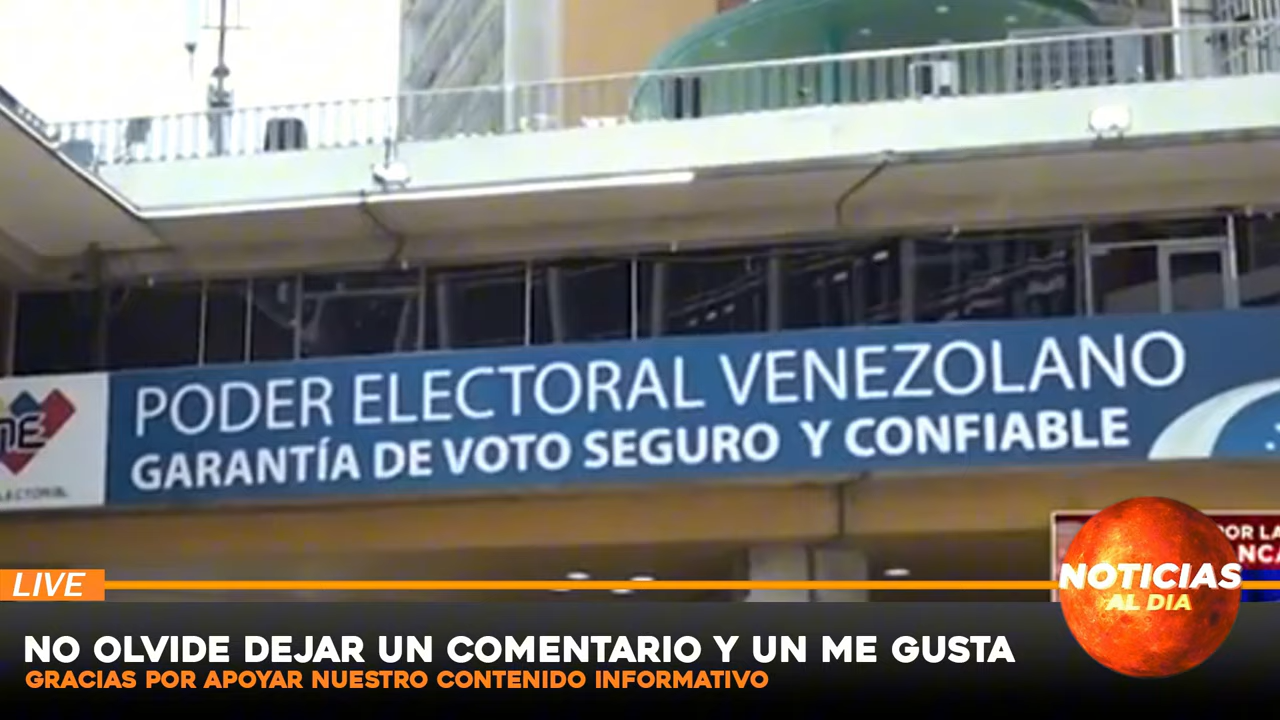 PODER ELECTORAL VENEZOLANO
GARANTÍA DE VOTO SEGURO Y CONFIABLE
LIVE
NOTICIAS
AL DIA
NO OLVIDE DEJAR UN COMENTARIO Y UN ME GUSTA
GRACIAS POR APOYAR NUESTRO CONTENIDO INFORMATIVO